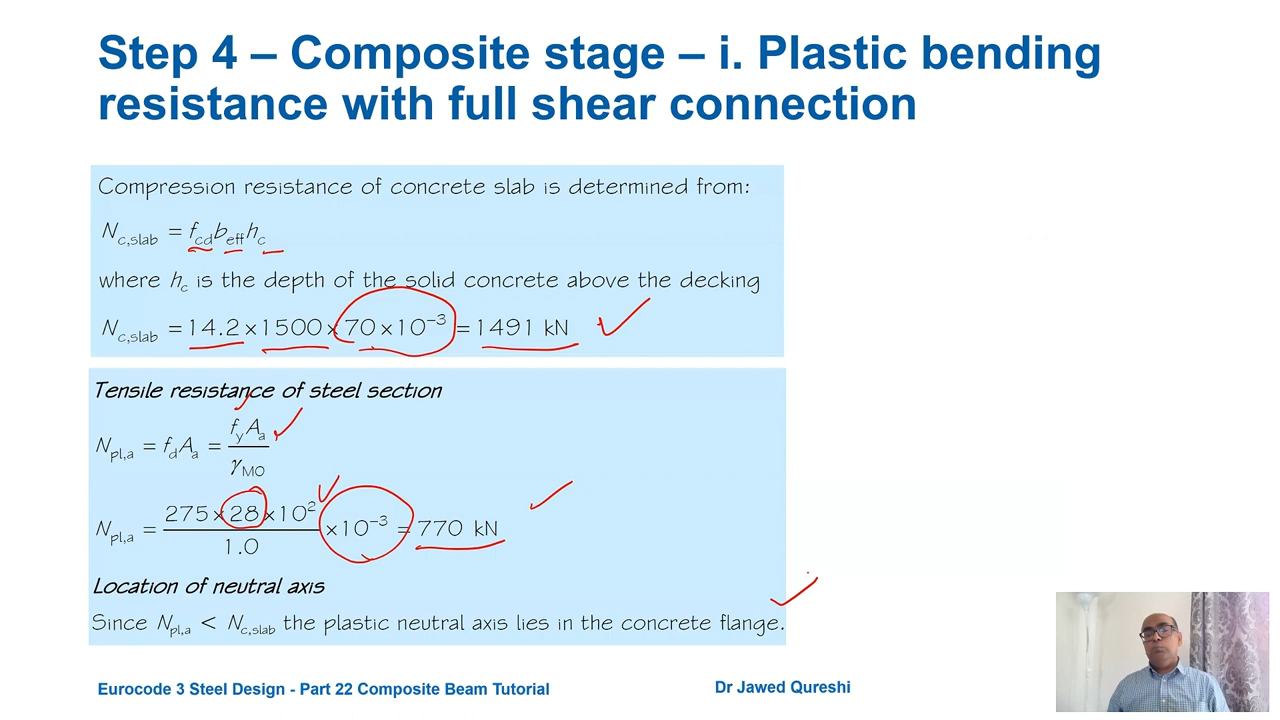 Step 4 – Composite stage – i. Plastic bending
resistance with full shear connection
Compression resistance of concrete slab is determined from:
N_c,slab = f_cd b_eff h_c
where h_c is the depth of the solid concrete above the decking
N_c,slab = 14.2 × 1500 × 70 × 10⁻³ = 1491 kN
Tensile resistance of steel section
N_pl,a = f_d A_a = f_y A_a / γ_M0
N_pl,a = 275 × 28 × 10² / 1.0 × 10⁻³ = 770 kN
Location of neutral axis
Since N_pl,a < N_c,slab the plastic neutral axis lies in the concrete flange.
Eurocode 3 Steel Design - Part 22 Composite Beam Tutorial
Dr Jawed Qureshi